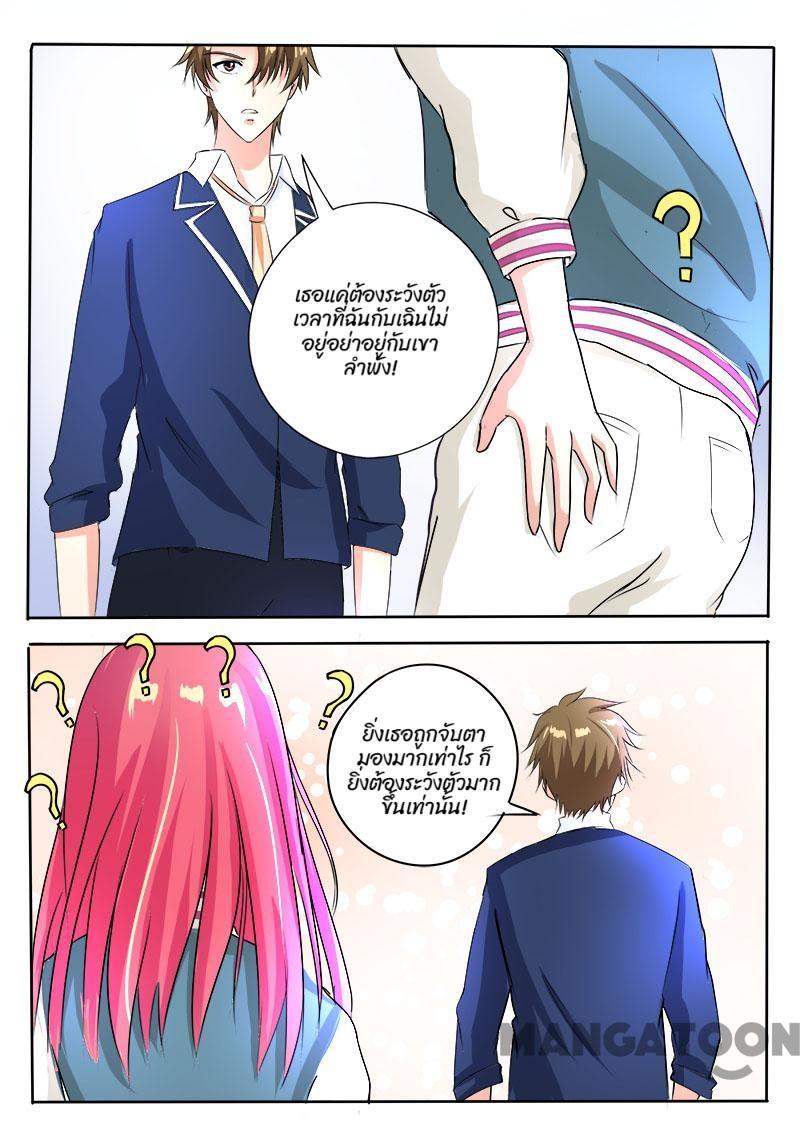 เธอแค่ต้องระวังตัว
เวลาที่ฉันกับเฉินไม่
อยู่อย่าอยู่กับเขา
ลำพัง!
?
? ? ? ? ?
ยิ่งเธอถูกจับตา
มองมากเท่าไร ก็
ยิ่งต้องระวังตัวมาก
ขึ้นเท่านั้น!
MANGATOON